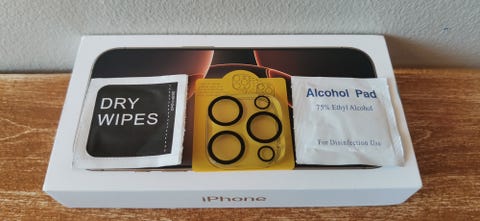 DRY
WIPES
Alcohol Pad
75% Ethyl Alcohol
For Disinfection Use
iPhone